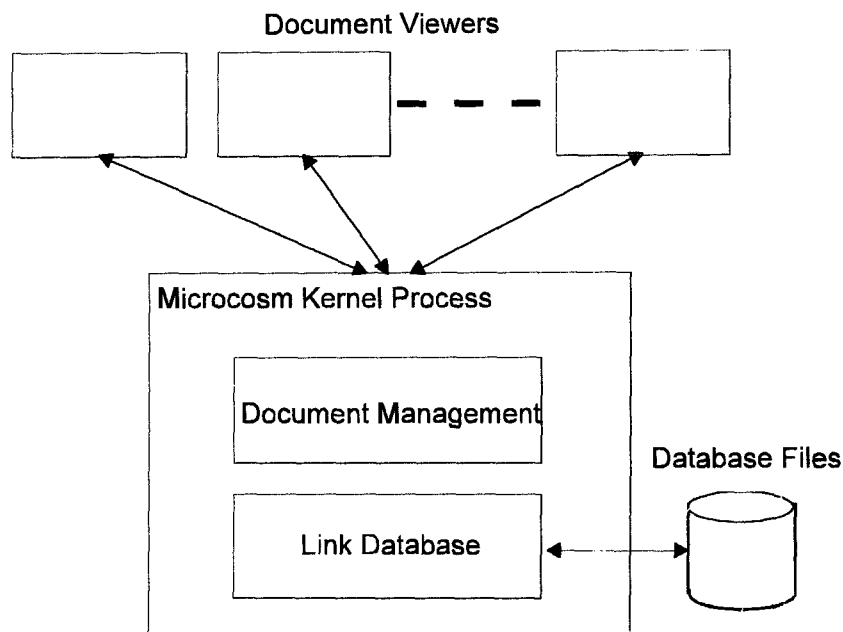 Document Viewers
Microcosm Kernel Process
Document Management
Database Files
Link Database